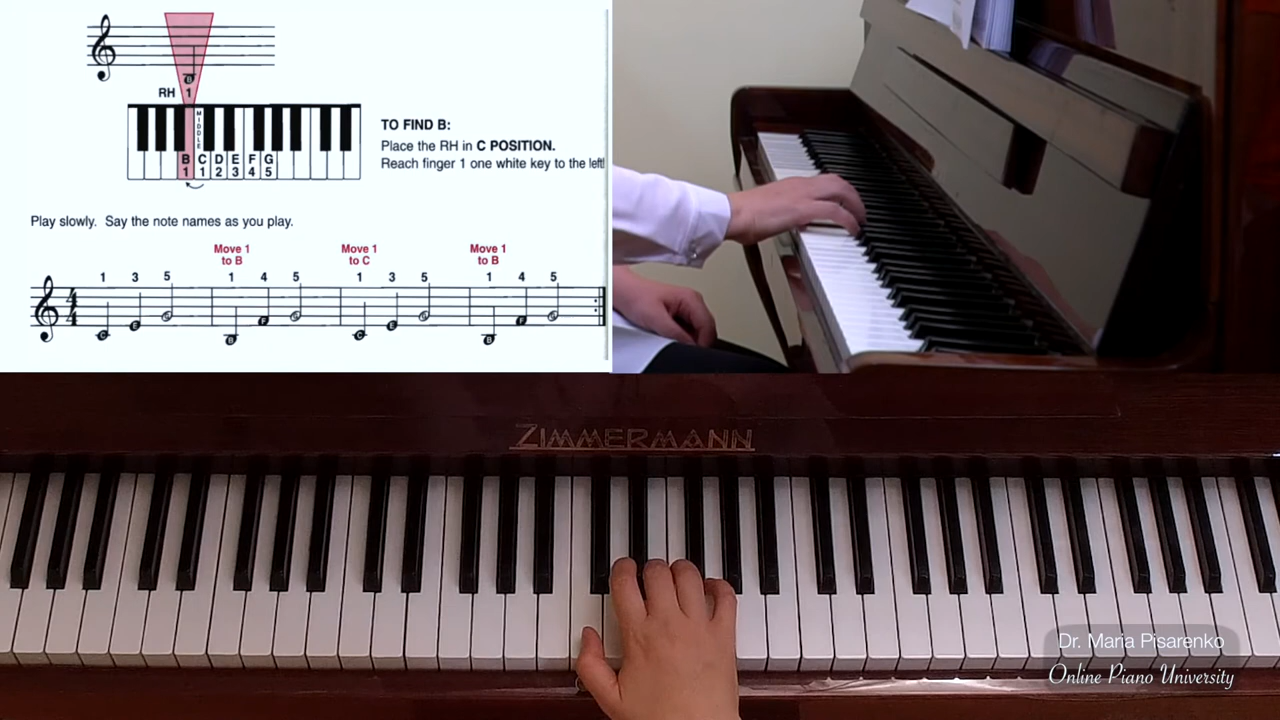 B
RH 1
MIDDLE
B C D E F G
1 1 2 3 4 5
TO FIND B:
Place the RH in C POSITION.
Reach finger 1 one white key to the left!
Play slowly. Say the note names as you play.
Move 1 Move 1 Move 1
to B to C to B
1 3 5 1 4 5 1 3 5 1 4 5
4
4
C E G B F G C E G B F G
ZIMMERMANN
Dr. Maria Pisarenko
Online Piano University